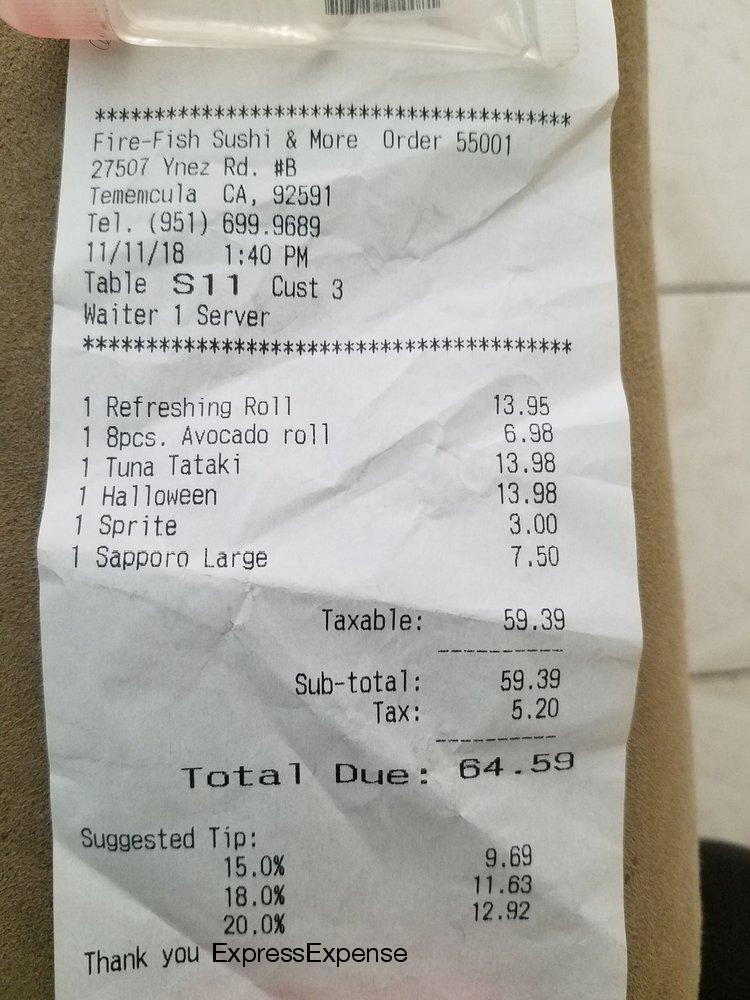 ****************************************
Fire-Fish Sushi & More Order 55001
27507 Ynez Rd. #B
Tememcula CA, 92591
Tel. (951) 699.9689
11/11/18 1:40 PM
Table S11 Cust 3
Waiter 1 Server
****************************************
1 Refreshing Roll 13.95
1 8pcs. Avocado roll 6.98
1 Tuna Tataki 13.98
1 Halloween 13.98
1 Sprite 3.00
1 Sapporo Large 7.50
Taxable: 59.39
Sub-total: 59.39
Tax: 5.20
Total Due: 64.59
Suggested Tip:
15.0% 9.69
18.0% 11.63
20.0% 12.92
Thank you ExpressExpense